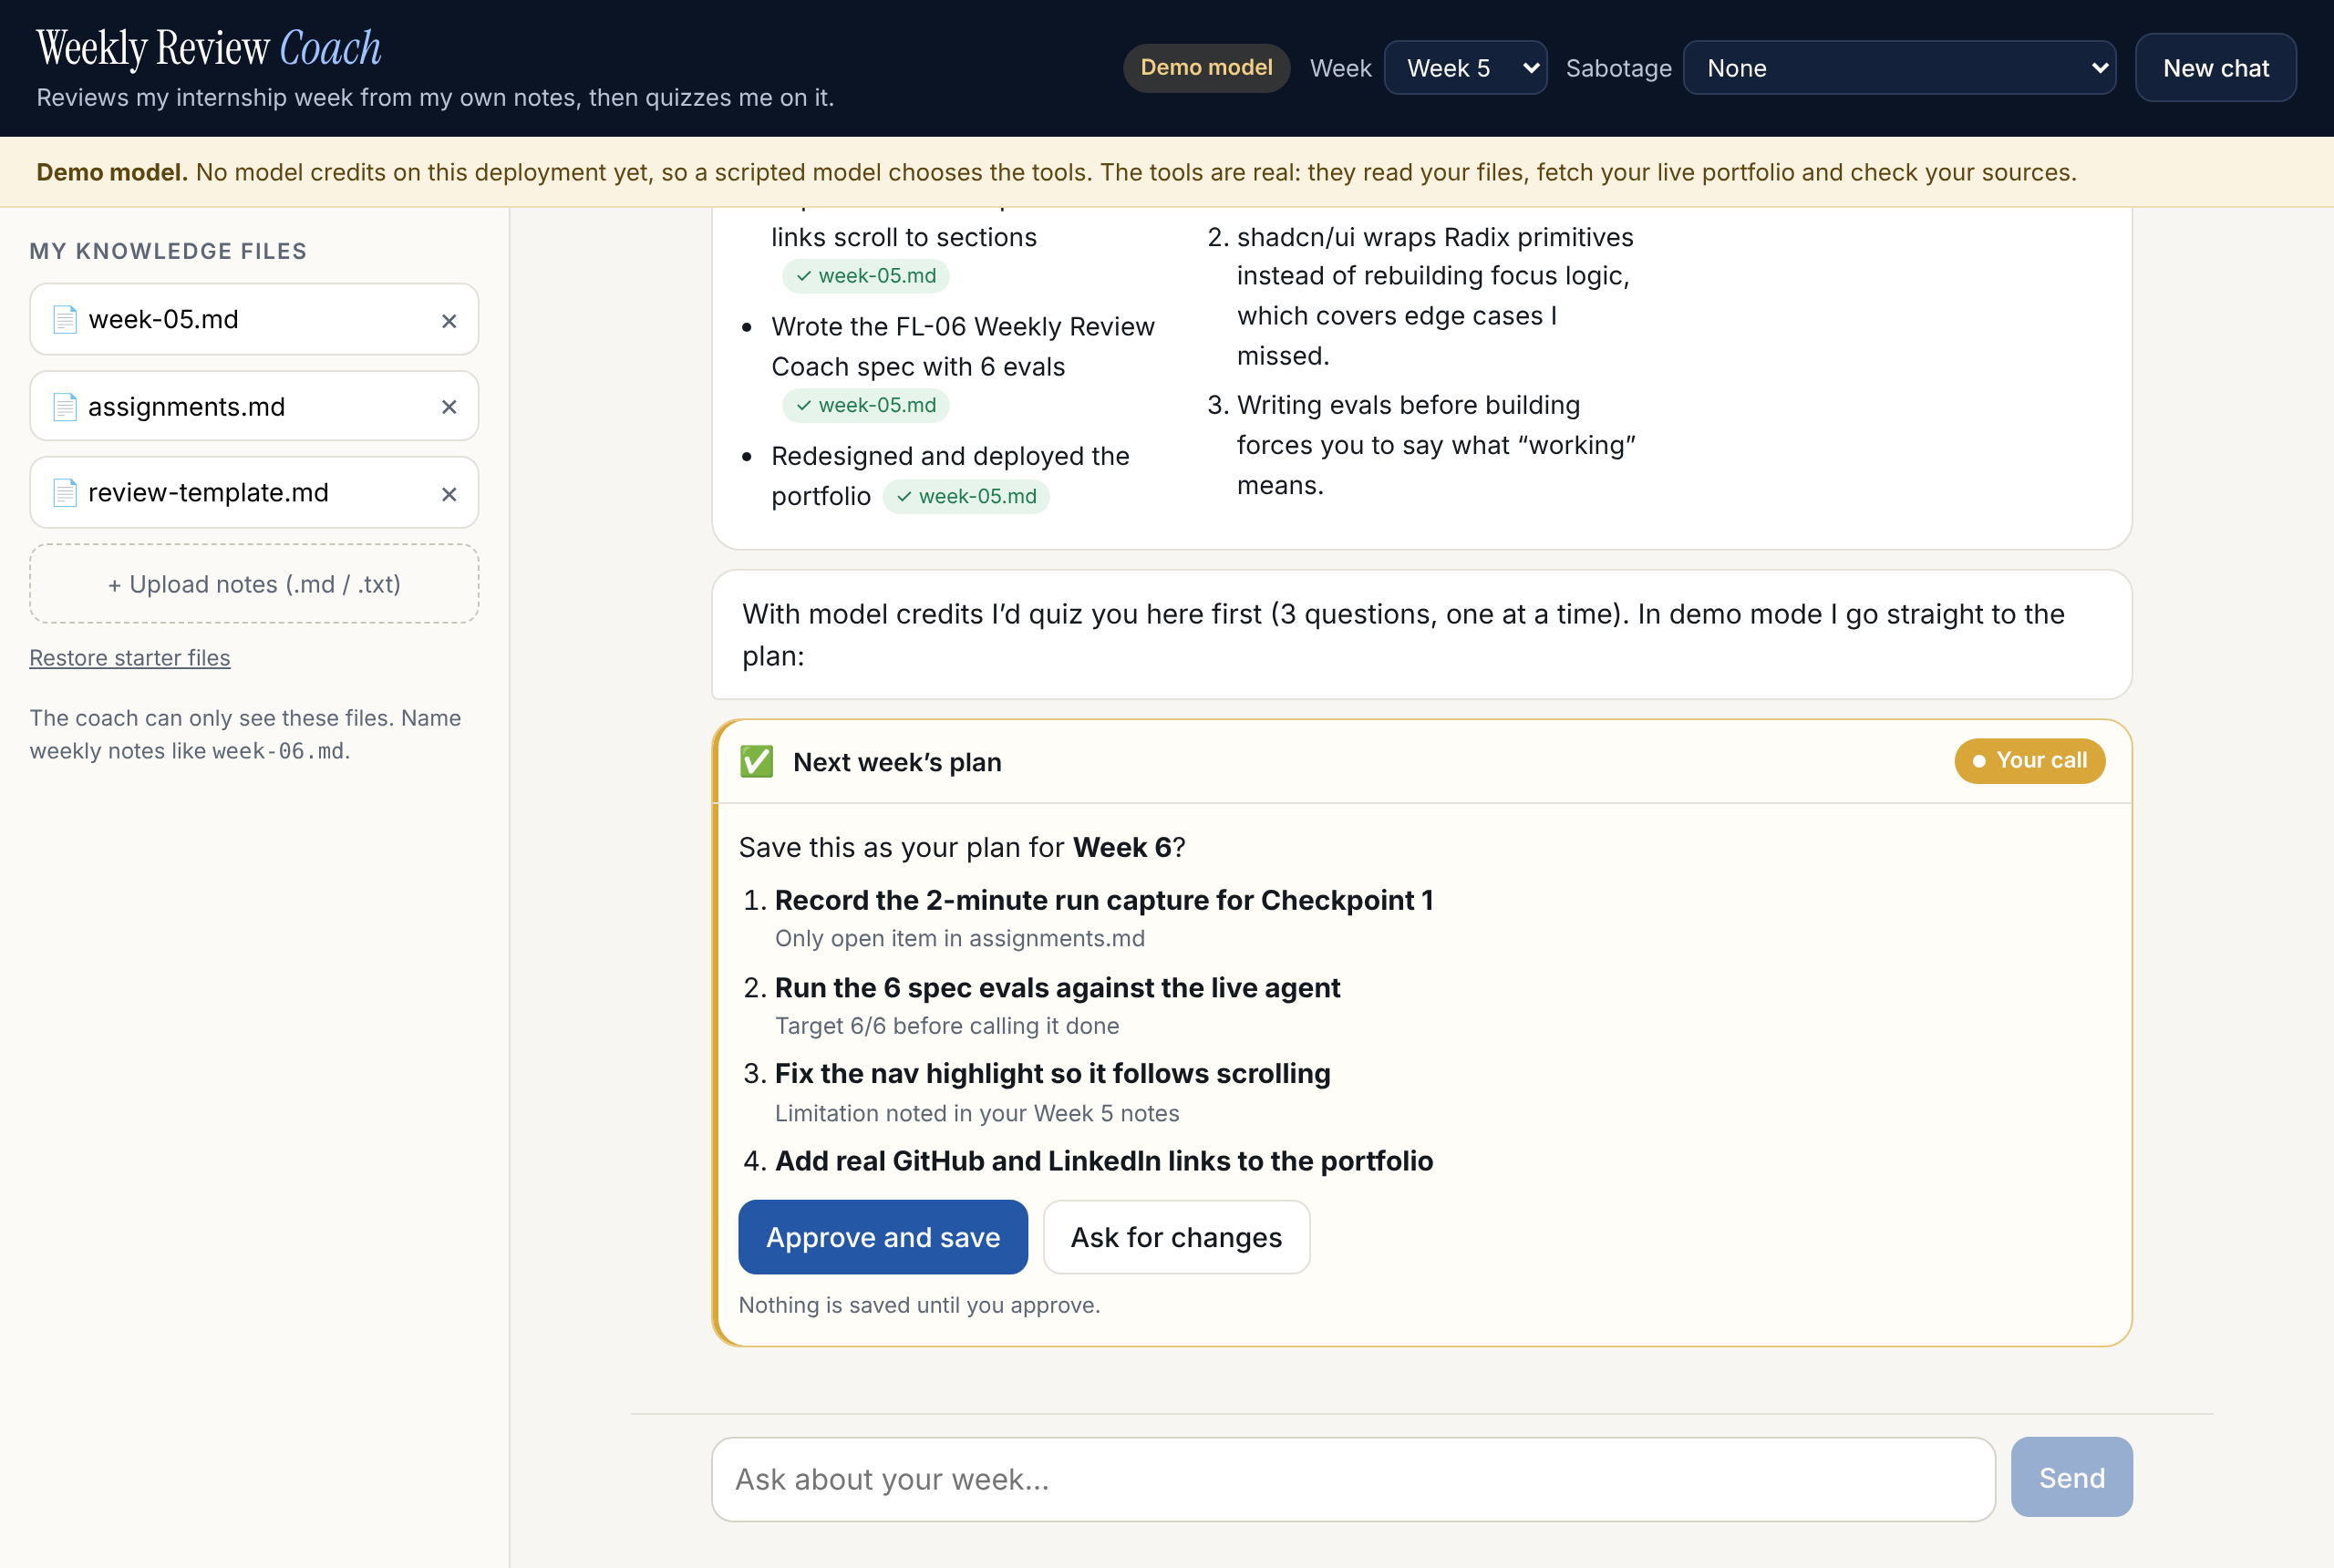 Weekly Review Coach
Reviews my internship week from my own notes, then quizzes me on it.
Demo model
Week
Week 5
Sabotage
None
New chat
Demo model. No model credits on this deployment yet, so a scripted model chooses the tools. The tools are real: they read your files, fetch your live portfolio and check your sources.
MY KNOWLEDGE FILES
week-05.md
assignments.md
review-template.md
+ Upload notes (.md / .txt)
Restore starter files
The coach can only see these files. Name
weekly notes like week-06.md.
links scroll to sections
✓ week-05.md
• Wrote the FL-06 Weekly Review
Coach spec with 6 evals
✓ week-05.md
• Redesigned and deployed the
portfolio ✓ week-05.md
2. shadcn/ui wraps Radix primitives
instead of rebuilding focus logic,
which covers edge cases I
missed.
3. Writing evals before building
forces you to say what “working”
means.
With model credits I’d quiz you here first (3 questions, one at a time). In demo mode I go straight to the
plan:
Next week’s plan
Your call
Save this as your plan for Week 6?
1. Record the 2-minute run capture for Checkpoint 1
Only open item in assignments.md
2. Run the 6 spec evals against the live agent
Target 6/6 before calling it done
3. Fix the nav highlight so it follows scrolling
Limitation noted in your Week 5 notes
4. Add real GitHub and LinkedIn links to the portfolio
Approve and save
Ask for changes
Nothing is saved until you approve.
Ask about your week...
Send